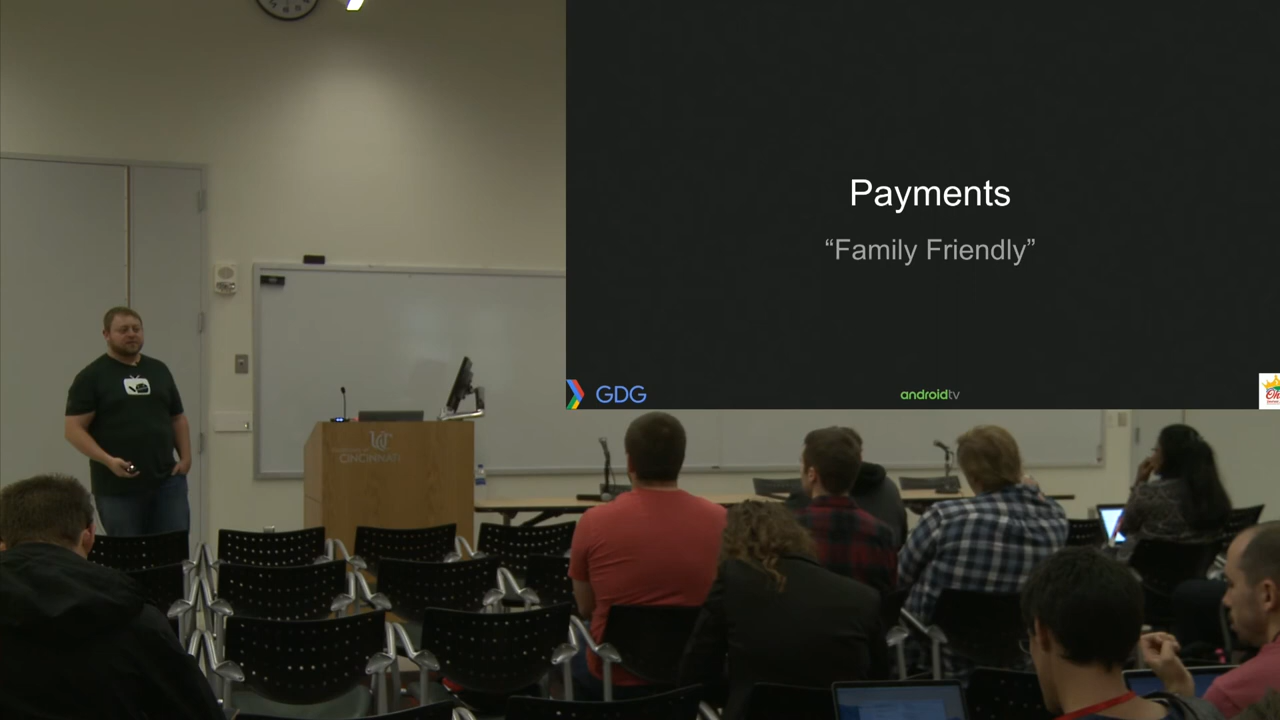 Payments
“Family Friendly”
GDG
androidtv
CINCINNATI